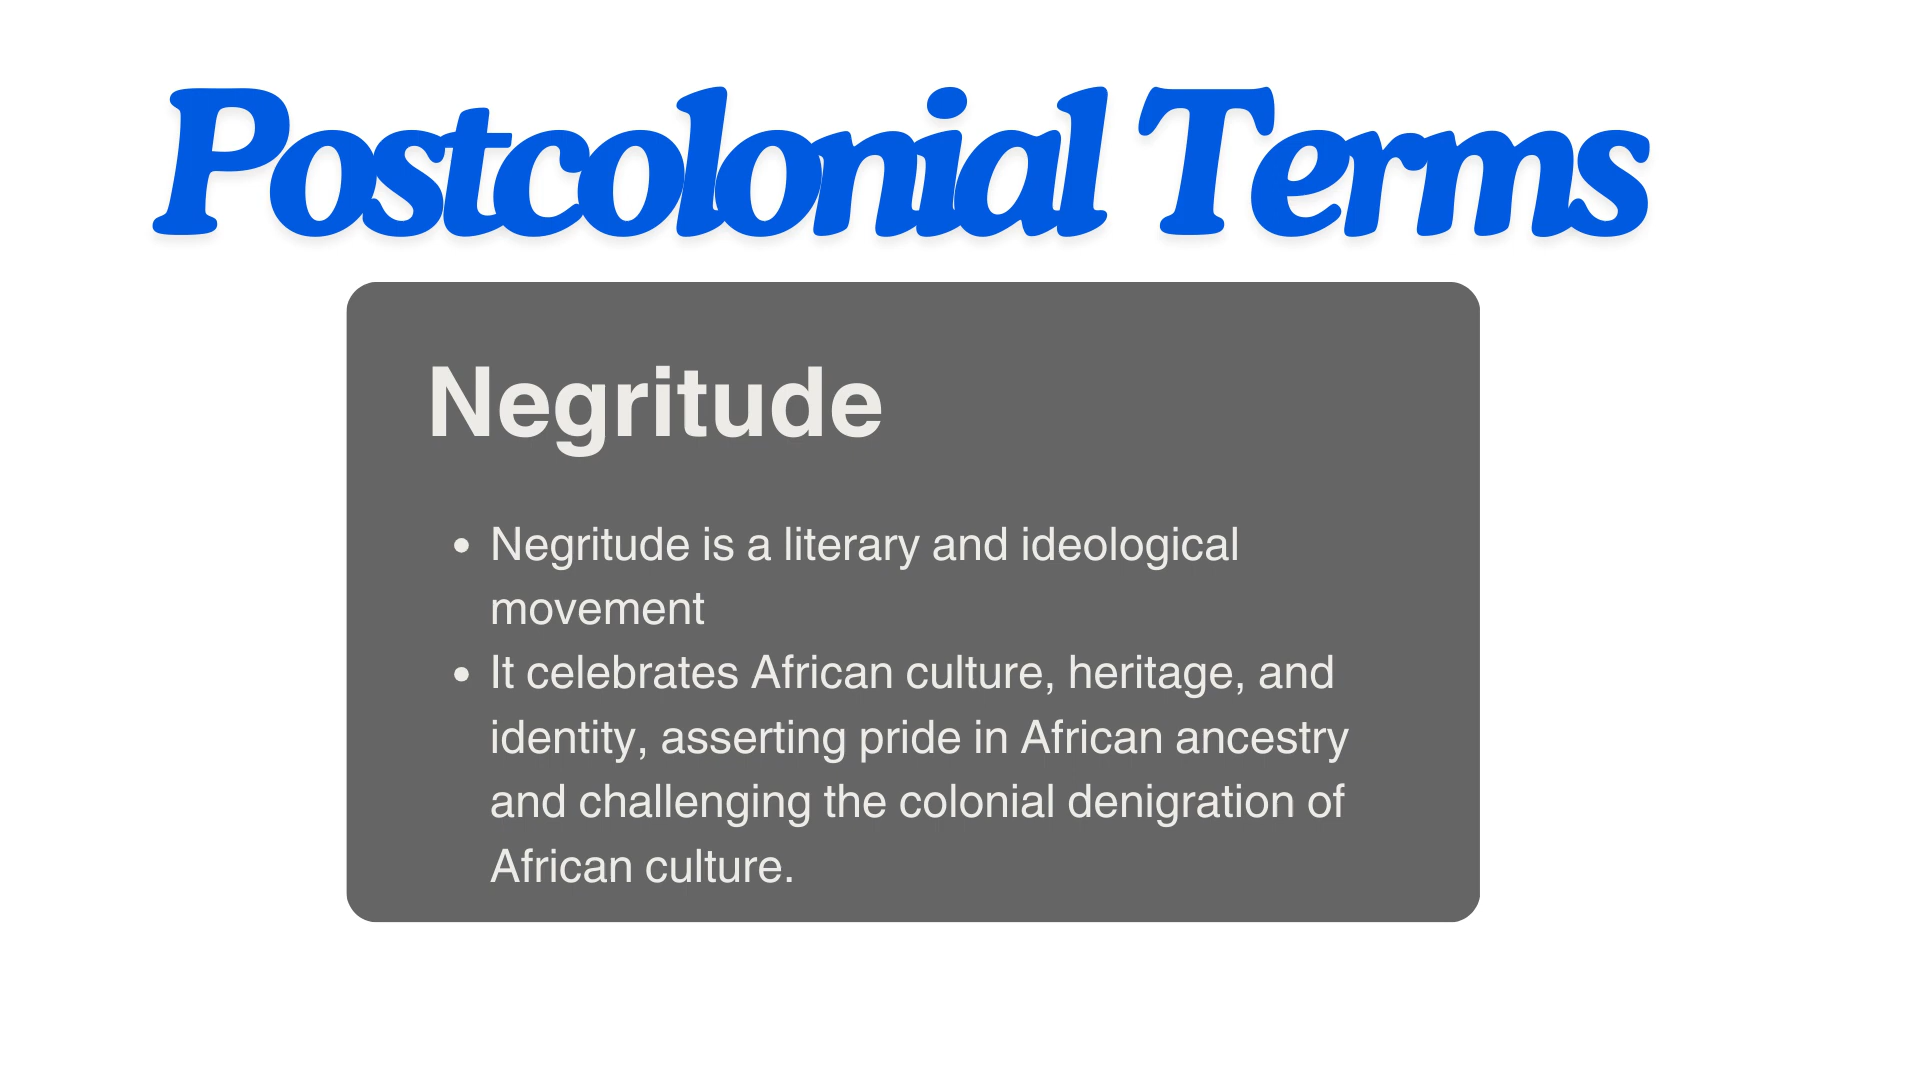 Postcolonial Terms
Negritude
• Negritude is a literary and ideological
movement
• It celebrates African culture, heritage, and
identity, asserting pride in African ancestry
and challenging the colonial denigration of
African culture.